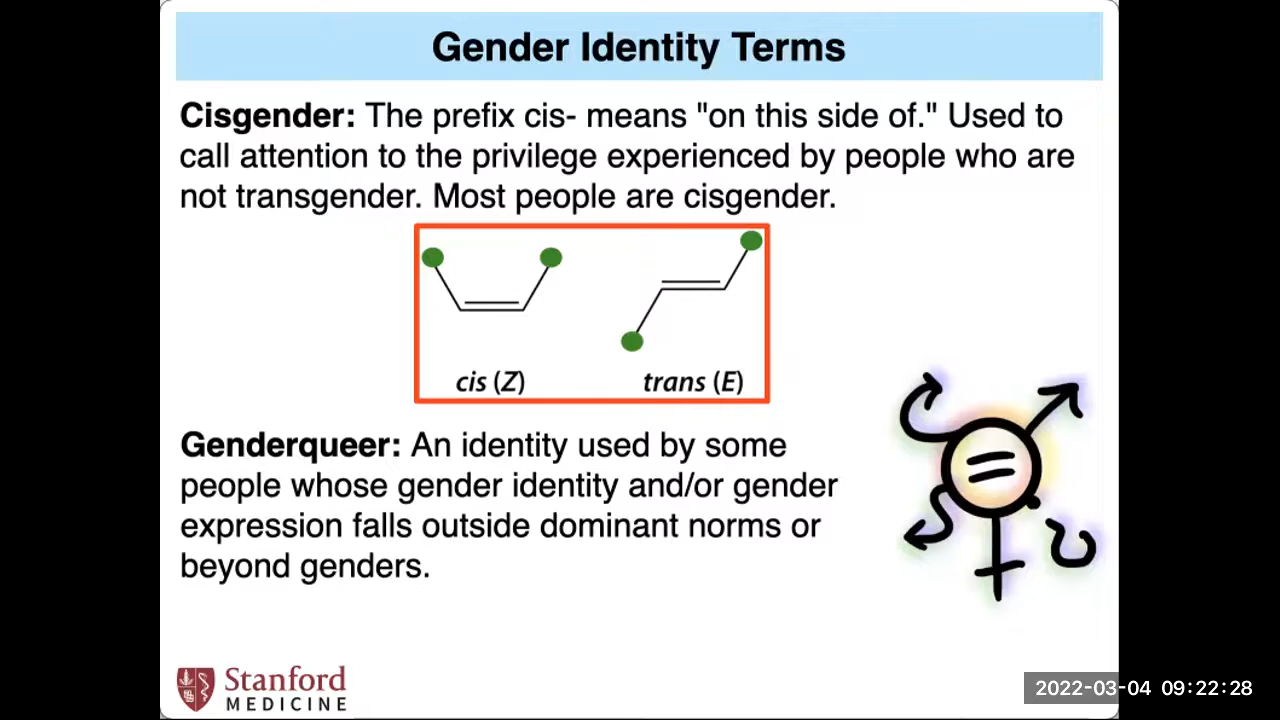 Gender Identity Terms
Cisgender: The prefix cis- means "on this side of." Used to
call attention to the privilege experienced by people who are
not transgender. Most people are cisgender.
cis (Z)
trans (E)
Genderqueer: An identity used by some
people whose gender identity and/or gender
expression falls outside dominant norms or
beyond genders.
Stanford
MEDICINE
2022-03-04 09:22:28